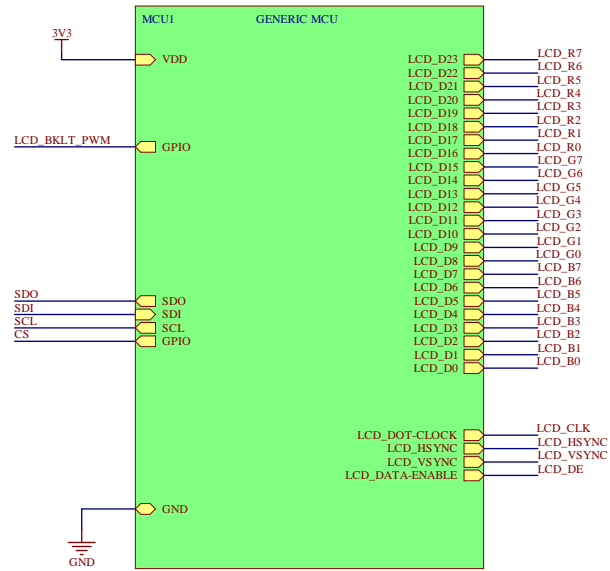 MCU1 GENERIC MCU
3V3
VDD
LCD_BKLT_PWM GPIO
SDO SDO
SDI SDI
SCL SCL
CS GPIO
GND
GND
LCD_D23 LCD_R7
LCD_D22 LCD_R6
LCD_D21 LCD_R5
LCD_D20 LCD_R4
LCD_D19 LCD_R3
LCD_D18 LCD_R2
LCD_D17 LCD_R1
LCD_D16 LCD_R0
LCD_D15 LCD_G7
LCD_D14 LCD_G6
LCD_D13 LCD_G5
LCD_D12 LCD_G4
LCD_D11 LCD_G3
LCD_D10 LCD_G2
LCD_D9 LCD_G1
LCD_D8 LCD_G0
LCD_D7 LCD_B7
LCD_D6 LCD_B6
LCD_D5 LCD_B5
LCD_D4 LCD_B4
LCD_D3 LCD_B3
LCD_D2 LCD_B2
LCD_D1 LCD_B1
LCD_D0 LCD_B0
LCD_DOT-CLOCK LCD_CLK
LCD_HSYNC LCD_HSYNC
LCD_VSYNC LCD_VSYNC
LCD_DATA-ENABLE LCD_DE